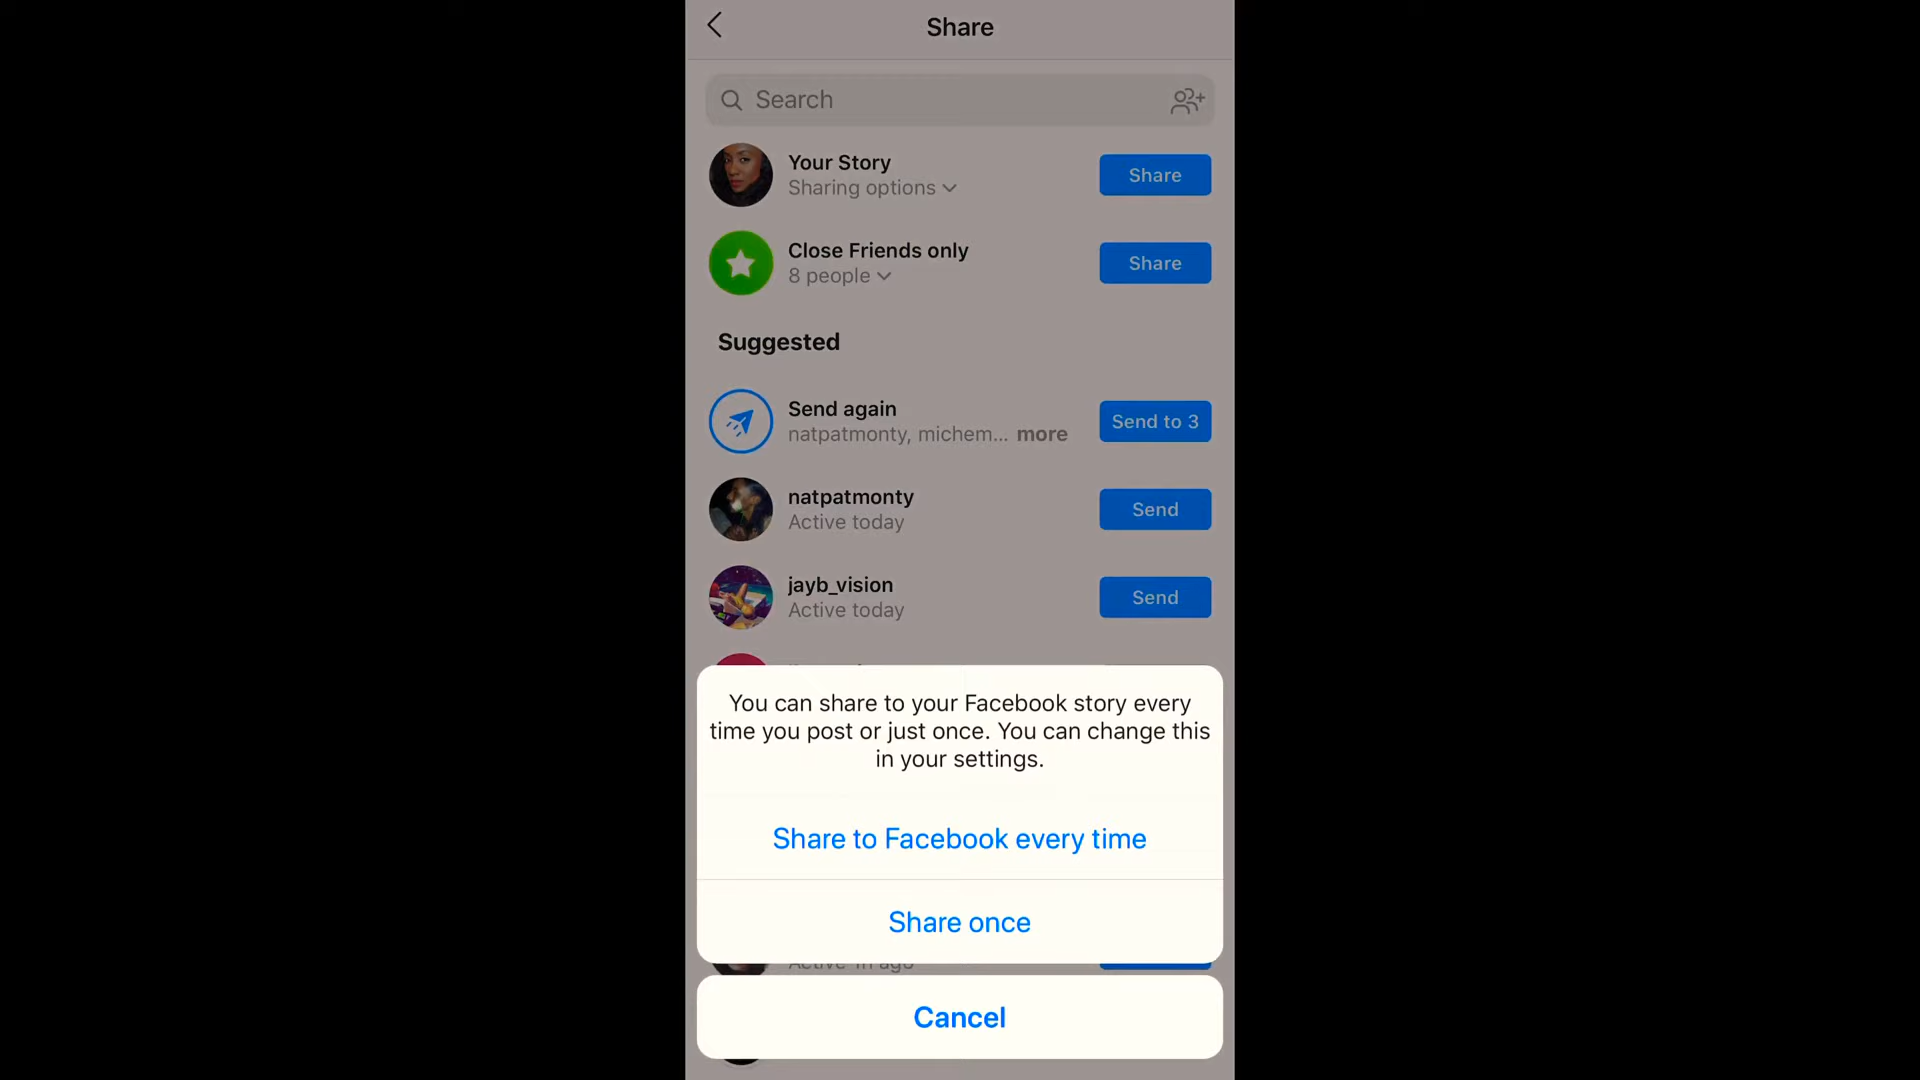 Share
Search
Your Story
Sharing options
Share
Close Friends only
8 people
Share
Suggested
Send again
natpatmonty, michem... more
Send to 3
natpatmonty
Active today
Send
jayb_vision
Active today
Send
You can share to your Facebook story every
time you post or just once. You can change this
in your settings.
Share to Facebook every time
Share once
Cancel